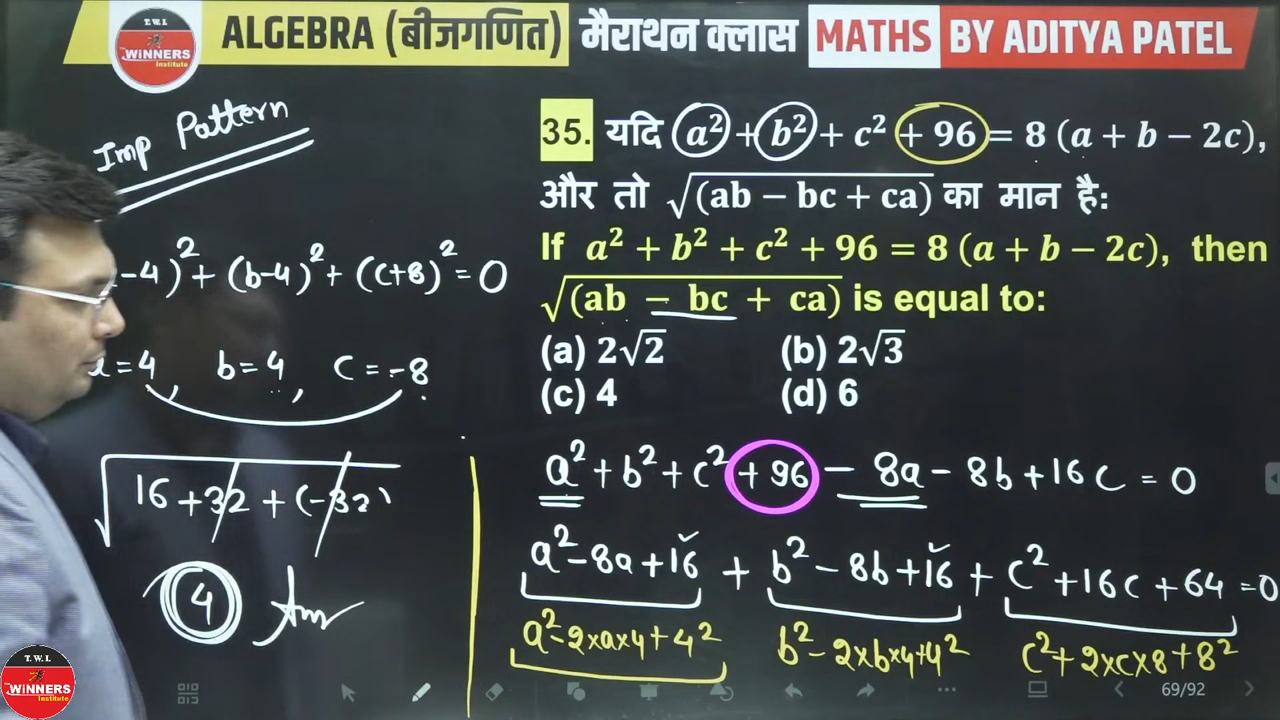 T.W.I.
WINNERS
Institute
ALGEBRA (बीजगणित) मैराथन क्लास MATHS BY ADITYA PATEL
Imp Pattern
-4)² + (b-4)² + (c+8)² = 0
a=4, b=4, c=-8
√16+32+(-32)
4 Ans
35. यदि a² + b² + c² + 96 = 8 (a + b − 2c),
और तो √(ab − bc + ca) का मान है:
If a² + b² + c² + 96 = 8 (a + b − 2c), then
√(ab − bc + ca) is equal to:
(a) 2√2 (b) 2√3
(c) 4 (d) 6
a² + b² + c² + 96 − 8a − 8b + 16c = 0
a²-8a+16 + b²-8b+16 + c²+16c+64 = 0
a²-2×a×4+4² b²-2×b×4+4² c²+2×c×8+8²
T.W.I.
WINNERS
Institute
69/92